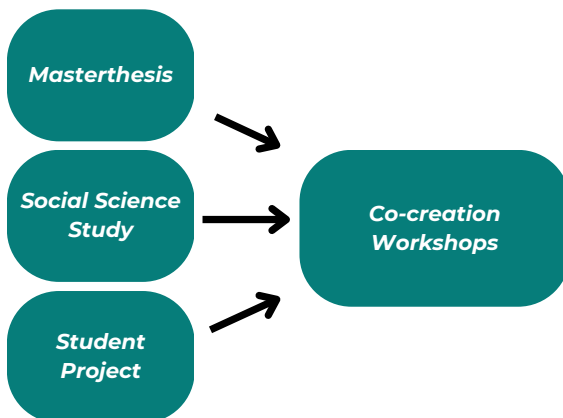 Masterthesis
Social Science
Study
Student
Project
Co-creation
Workshops